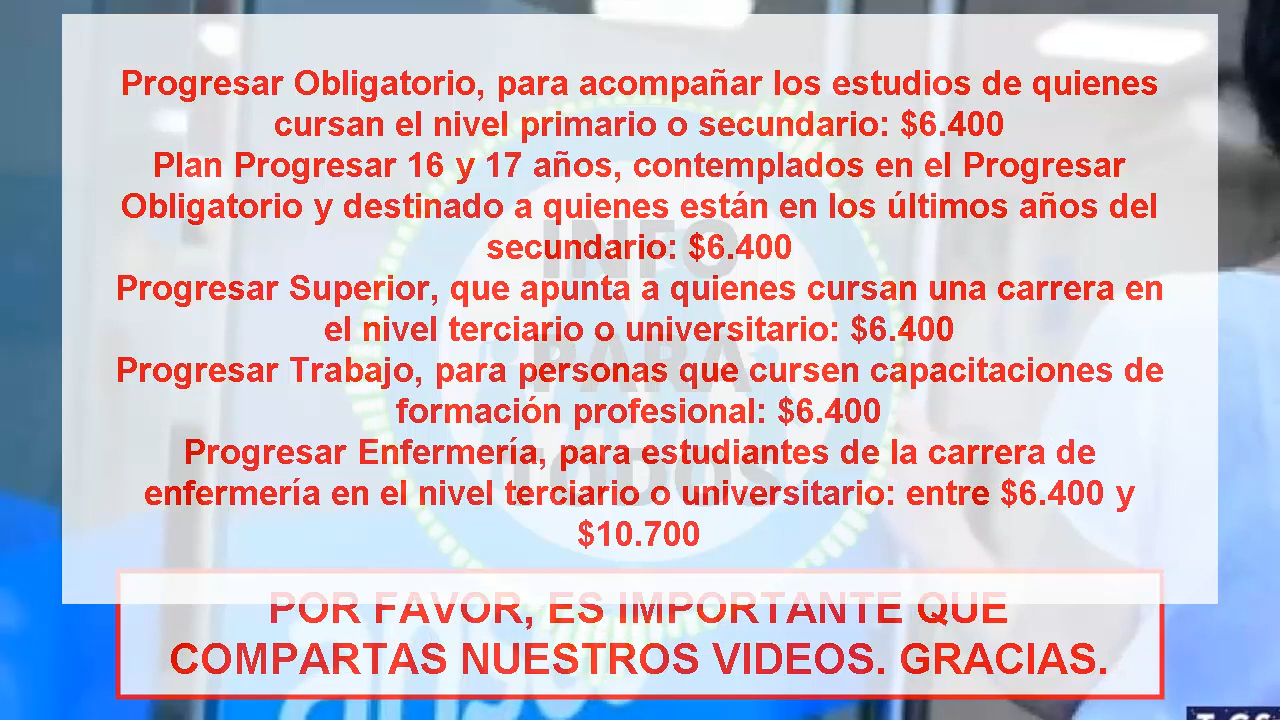 Progresar Obligatorio, para acompañar los estudios de quienes
cursan el nivel primario o secundario: $6.400
Plan Progresar 16 y 17 años, contemplados en el Progresar
Obligatorio y destinado a quienes están en los últimos años del
secundario: $6.400
Progresar Superior, que apunta a quienes cursan una carrera en
el nivel terciario o universitario: $6.400
Progresar Trabajo, para personas que cursen capacitaciones de
formación profesional: $6.400
Progresar Enfermería, para estudiantes de la carrera de
enfermería en el nivel terciario o universitario: entre $6.400 y
$10.700
INFO
PARA
TODOS
POR FAVOR, ES IMPORTANTE QUE
COMPARTAS NUESTROS VIDEOS. GRACIAS.